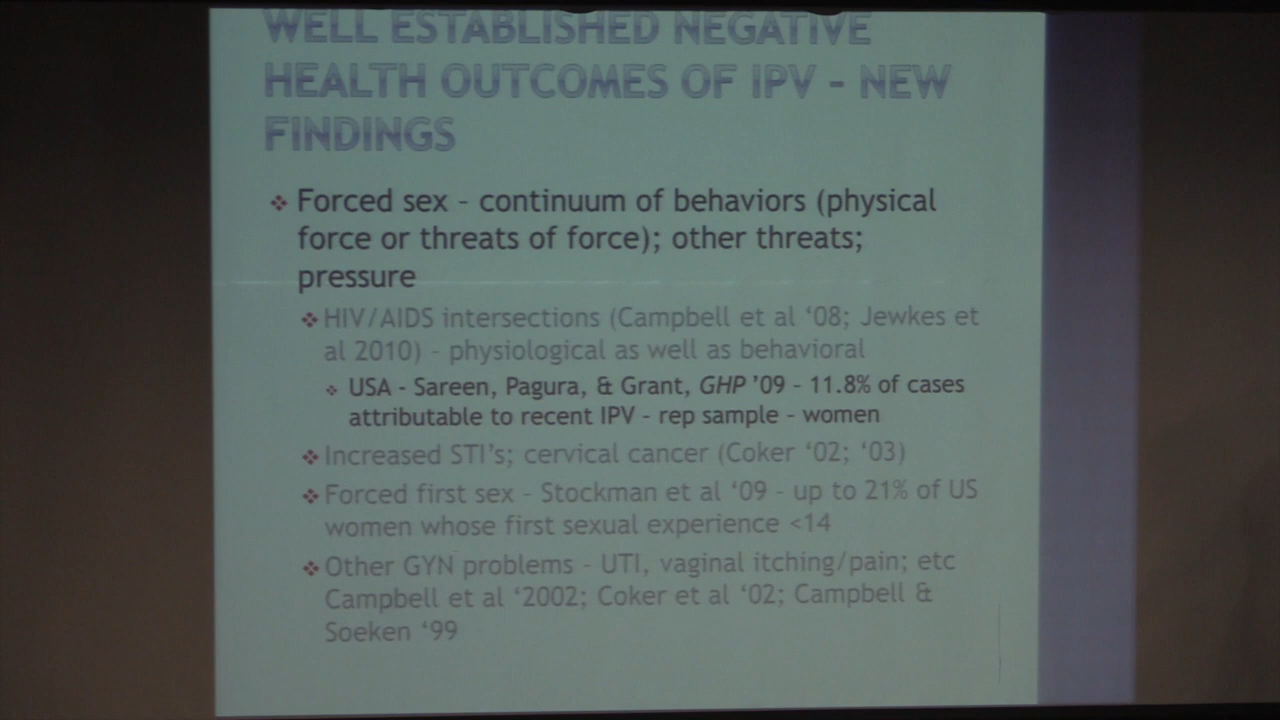 WELL ESTABLISHED NEGATIVE
HEALTH OUTCOMES OF IPV - NEW
FINDINGS
Forced sex - continuum of behaviors (physical
force or threats of force); other threats;
pressure
HIV/AIDS intersections (Campbell et al ‘08; Jewkes et
al 2010) - physiological as well as behavioral
USA - Sareen, Pagura, & Grant, GHP ’09 - 11.8% of cases
attributable to recent IPV - rep sample - women
Increased STI’s; cervical cancer (Coker ‘02; ‘03)
Forced first sex - Stockman et al ‘09 - up to 21% of US
women whose first sexual experience <14
Other GYN problems - UTI, vaginal itching/pain; etc
Campbell et al ‘2002; Coker et al ‘02; Campbell &
Soeken ‘99